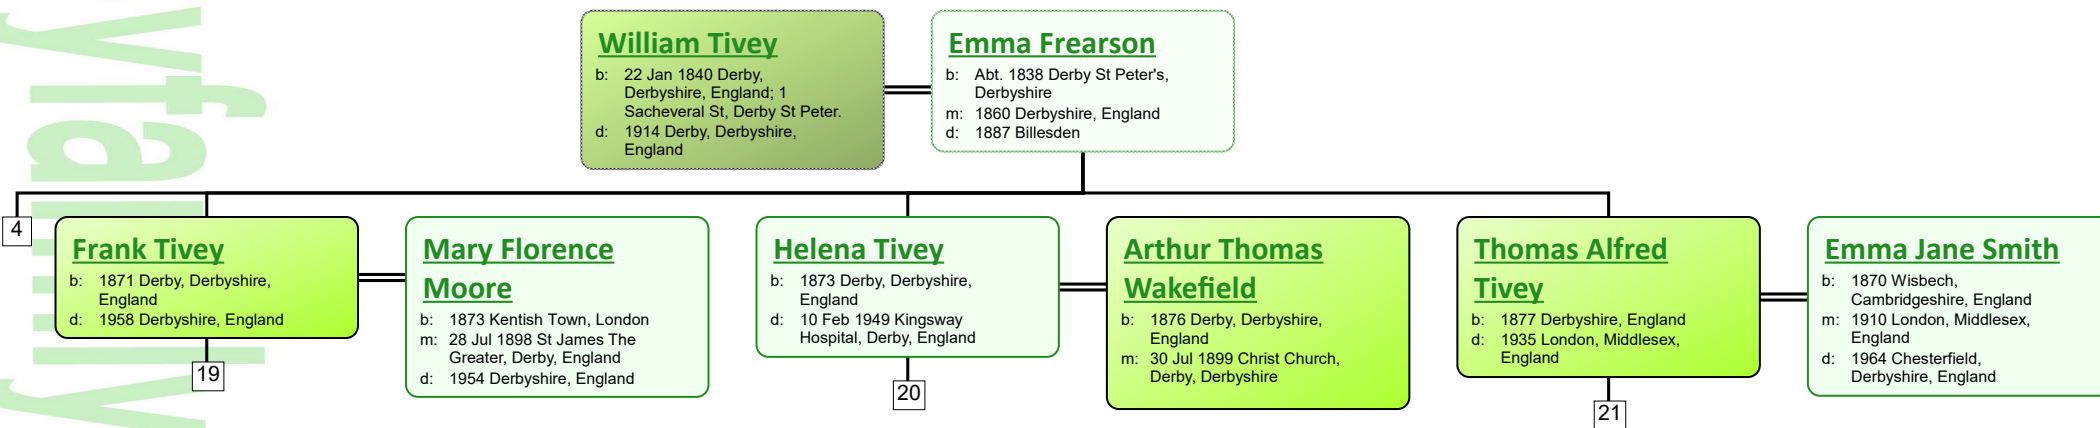 William Tivey
b: 22 Jan 1840 Derby,
Derbyshire, England; 1
Sacheveral St, Derby St Peter.
d: 1914 Derby, Derbyshire,
England
Emma Frearson
b: Abt. 1838 Derby St Peter's,
Derbyshire
m: 1860 Derbyshire, England
d: 1887 Billesden
4
Frank Tivey
b: 1871 Derby, Derbyshire,
England
d: 1958 Derbyshire, England
19
Mary Florence
Moore
b: 1873 Kentish Town, London
m: 28 Jul 1898 St James The
Greater, Derby, England
d: 1954 Derbyshire, England
Helena Tivey
b: 1873 Derby, Derbyshire,
England
d: 10 Feb 1949 Kingsway
Hospital, Derby, England
20
Arthur Thomas
Wakefield
b: 1876 Derby, Derbyshire,
England
m: 30 Jul 1899 Christ Church,
Derby, Derbyshire
Thomas Alfred
Tivey
b: 1877 Derbyshire, England
d: 1935 London, Middlesex,
England
21
Emma Jane Smith
b: 1870 Wisbech,
Cambridgeshire, England
m: 1910 London, Middlesex,
England
d: 1964 Chesterfield,
Derbyshire, England
yfamily